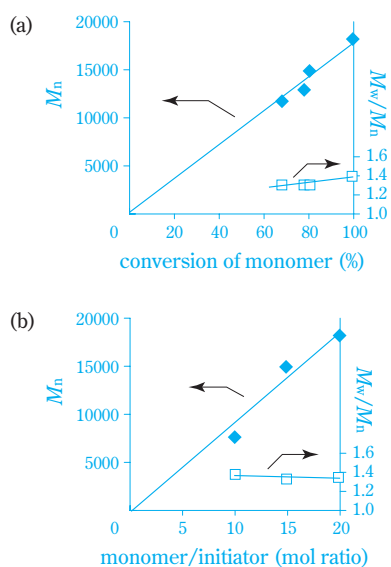 (a)
20000
15000
10000
5000
Mn
1.6
1.4
1.2
1.0
Mw/Mn
0 20 40 60 80 100
conversion of monomer (%)
(b)
20000
15000
10000
5000
Mn
1.6
1.4
1.2
1.0
Mw/Mn
0 5 10 15 20
monomer/initiator (mol ratio)